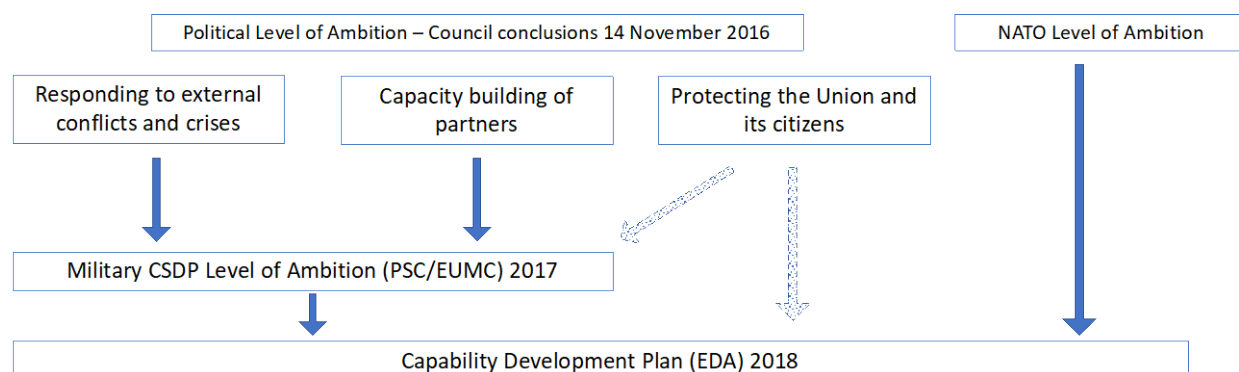 Political Level of Ambition – Council conclusions 14 November 2016
NATO Level of Ambition
Responding to external
conflicts and crises
Capacity building of
partners
Protecting the Union and
its citizens
Military CSDP Level of Ambition (PSC/EUMC) 2017
Capability Development Plan (EDA) 2018